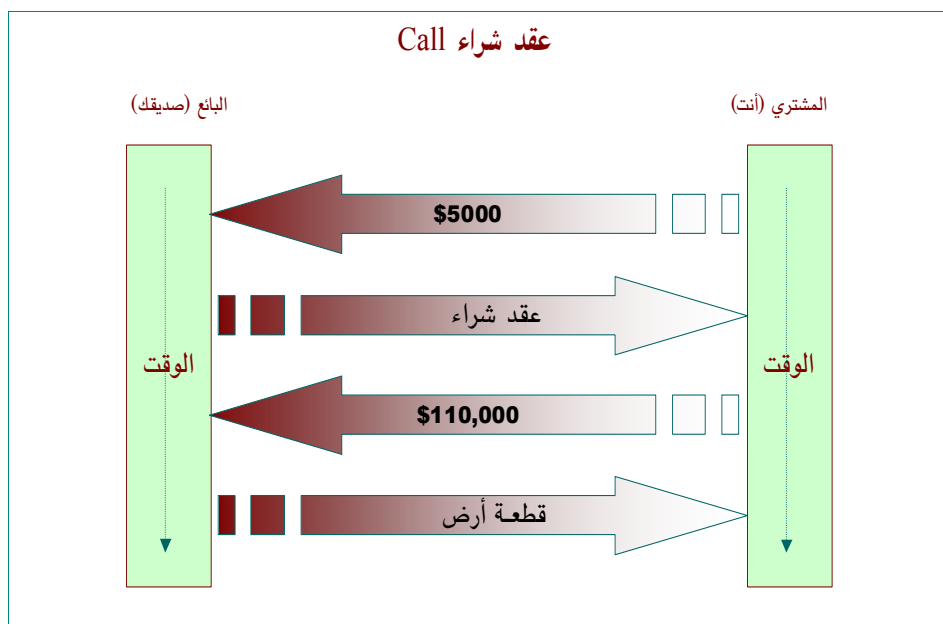 عقد شراء Call
المشتري (أنت)
البائع (صديقك)
$5000
عقد شراء
الوقت
الوقت
$110,000
قطعة أرض